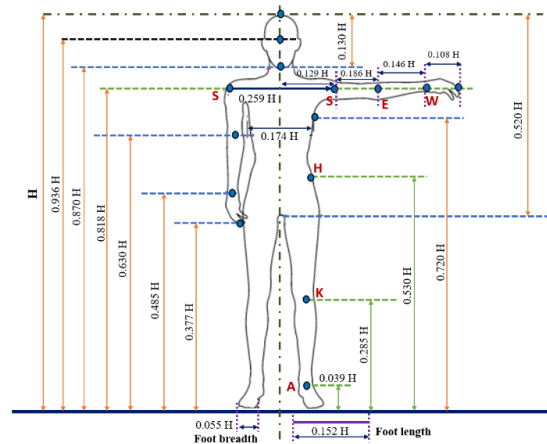 0.130 H
0.108 H
0.146 H
0.129 H
0.186 H
S
0.259 H
S
E
W
0.520 H
0.174 H
H
H
0.936 H
0.870 H
0.818 H
0.630 H
0.485 H
0.377 H
0.720 H
0.530 H
K
0.285 H
A
0.039 H
0.055 H
Foot breadth
0.152 H
Foot length